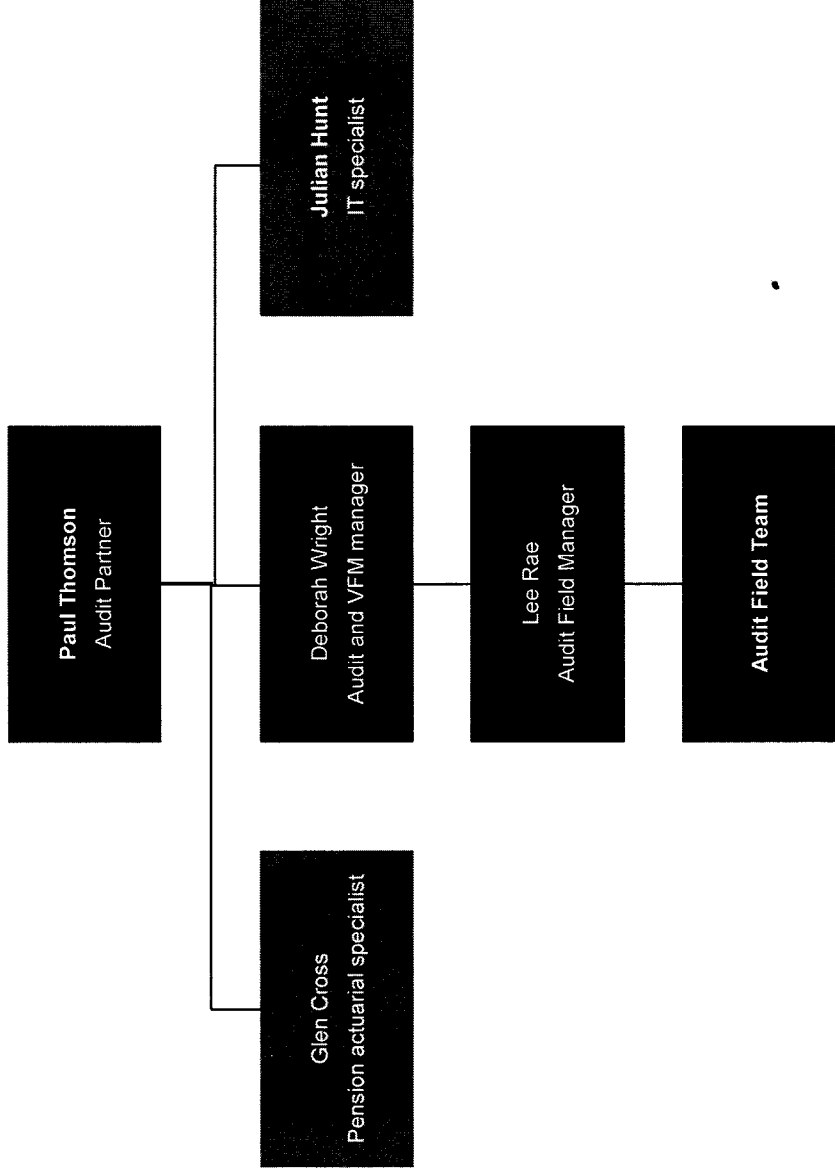 Paul Thomson
Audit Partner
Glen Cross
Pension actuarial specialist
Deborah Wright
Audit and VFM manager
Julian Hunt
IT specialist
Lee Rae
Audit Field Manager
Audit Field Team